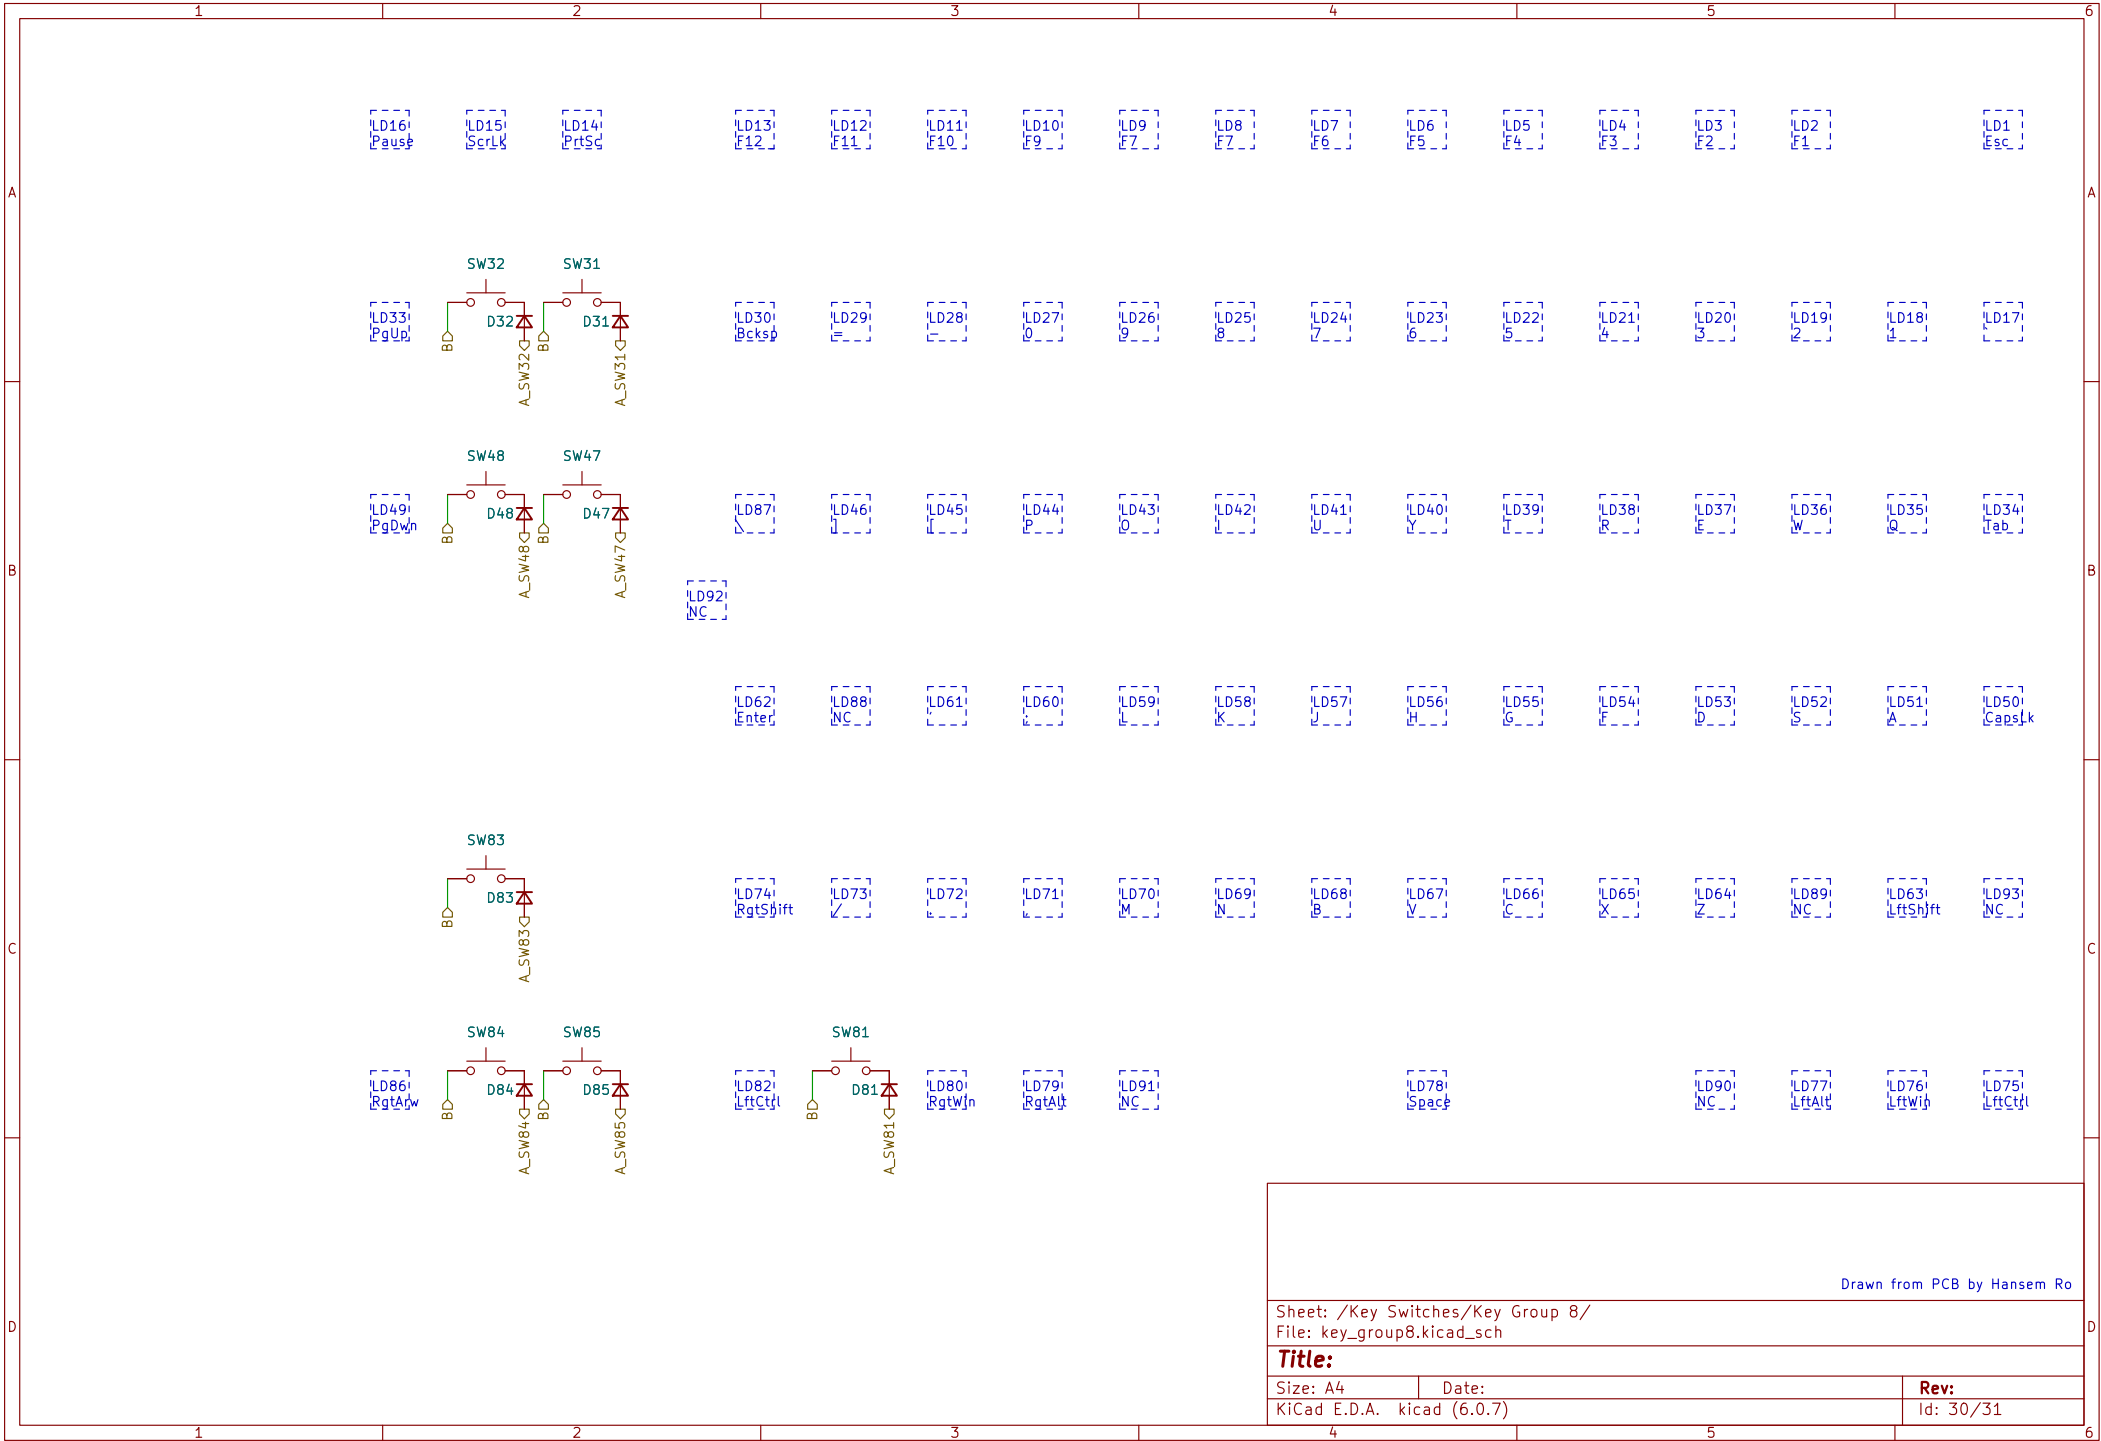 1 2 3 4 5 6
LD16 LD15 LD14 LD13 LD12 LD11 LD10 LD9 LD8 LD7 LD6 LD5 LD4 LD3 LD2 LD1
Pause ScrLk PrtSc F12 F11 F10 F9 F7 F7 F6 F5 F4 F3 F2 F1 Esc
A A
SW32 SW31
LD33 D32 D31 LD30 LD29 LD28 LD27 LD26 LD25 LD24 LD23 LD22 LD21 LD20 LD19 LD18 LD17
PgUp Bcksp = - 0 9 8 7 6 5 4 3 2 1 `
B B
A_SW32 A_SW31
SW48 SW47
LD49 D48 D47 LD87 LD46 LD45 LD44 LD43 LD42 LD41 LD40 LD39 LD38 LD37 LD36 LD35 LD34
PgDwn \ ] [ P O I U Y T R E W Q Tab
B B
A_SW48 A_SW47
B B
LD92
NC
LD62 LD88 LD61 LD60 LD59 LD58 LD57 LD56 LD55 LD54 LD53 LD52 LD51 LD50
Enter NC ' ; L K J H G F D S A CapsLk
SW83
D83 LD74 LD73 LD72 LD71 LD70 LD69 LD68 LD67 LD66 LD65 LD64 LD89 LD63 LD93
RgtShift / . , M N B V C X Z NC LftShift NC
B
A_SW83
C C
SW84 SW85 SW81
LD86 D84 D85 LD82 D81 LD80 LD79 LD91 LD78 LD90 LD77 LD76 LD75
RgtArw LftCtrl RgtWin RgtAlt NC Space NC LftAlt LftWin LftCtrl
B B B
A_SW84 A_SW85 A_SW81
Drawn from PCB by Hansem Ro
Sheet: /Key Switches/Key Group 8/
File: key_group8.kicad_sch
D D
Title:
Size: A4 Date: Rev:
KiCad E.D.A. kicad (6.0.7) Id: 30/31
1 2 3 4 5 6